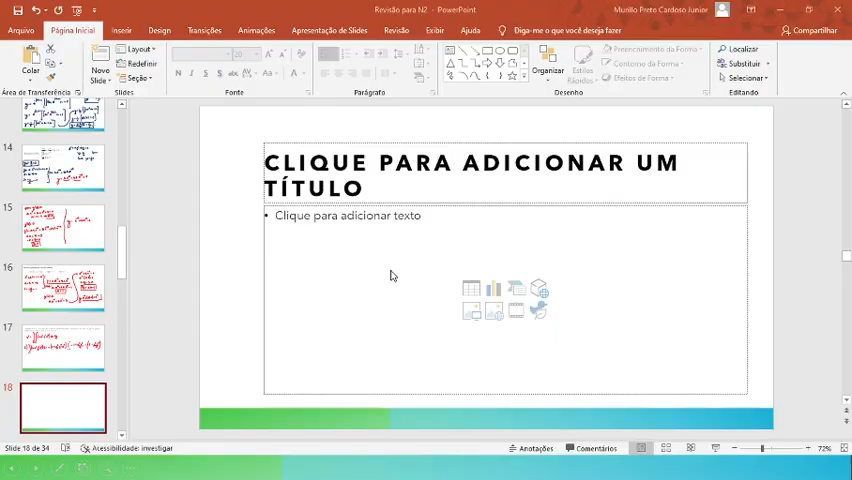 Revisão para N2 - PowerPoint
Murillo Preto Cardoso Junior
Arquivo Página Inicial Inserir Design Transições Animações Apresentação de Slides Revisão Exibir Ajuda Diga-me o que você deseja fazer Compartilhar
Colar
Novo Slide
Layout
Redefinir
Seção
N I S
Aa
A
Organizar
Estilos Rápidos
Preenchimento da Forma
Contorno da Forma
Efeitos de Forma
Localizar
Substituir
Selecionar
Área de Transferência Slides Fonte Parágrafo Desenho Editando
14
15
16
17
18
CLIQUE PARA ADICIONAR UM
TÍTULO
• Clique para adicionar texto
Slide 18 de 34 Acessibilidade: investigar Anotações Comentários 72%